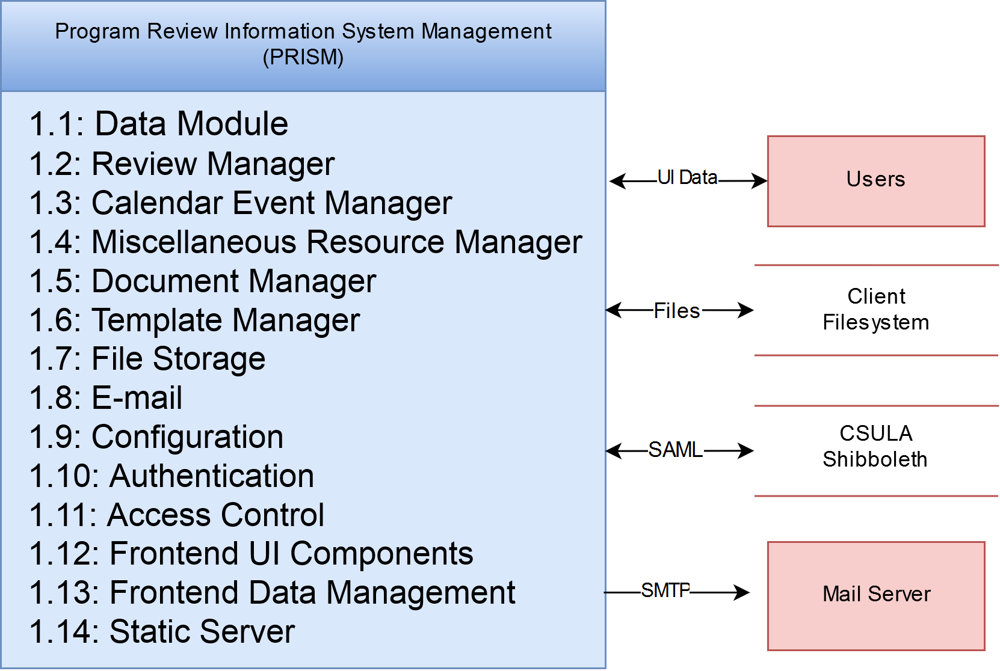 Program Review Information System Management
(PRISM)
1.1: Data Module
1.2: Review Manager
1.3: Calendar Event Manager
1.4: Miscellaneous Resource Manager
1.5: Document Manager
1.6: Template Manager
1.7: File Storage
1.8: E-mail
1.9: Configuration
1.10: Authentication
1.11: Access Control
1.12: Frontend UI Components
1.13: Frontend Data Management
1.14: Static Server
UI Data
Users
Files
Client
Filesystem
SAML
CSULA
Shibboleth
SMTP
Mail Server